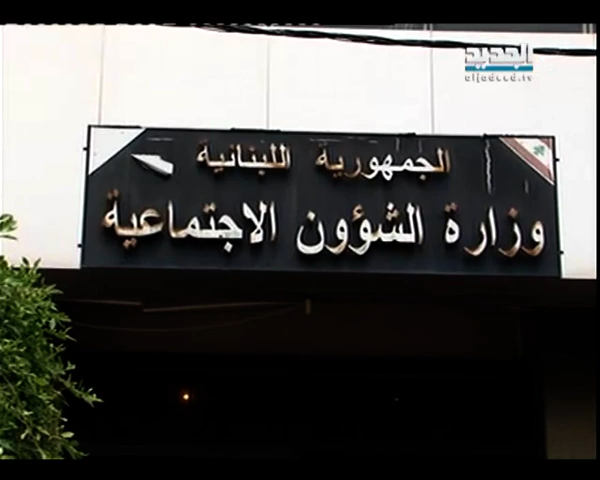 الجديد
aljadeed.tv
الجمهورية اللبنانية
وزارة الشؤون الاجتماعية